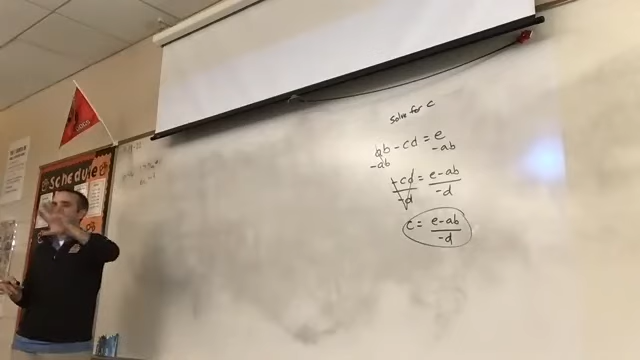 Schedule
Solve for c
ab - cd = e
-ab -ab
-cd = e-ab
-d -d
c = e-ab
-d